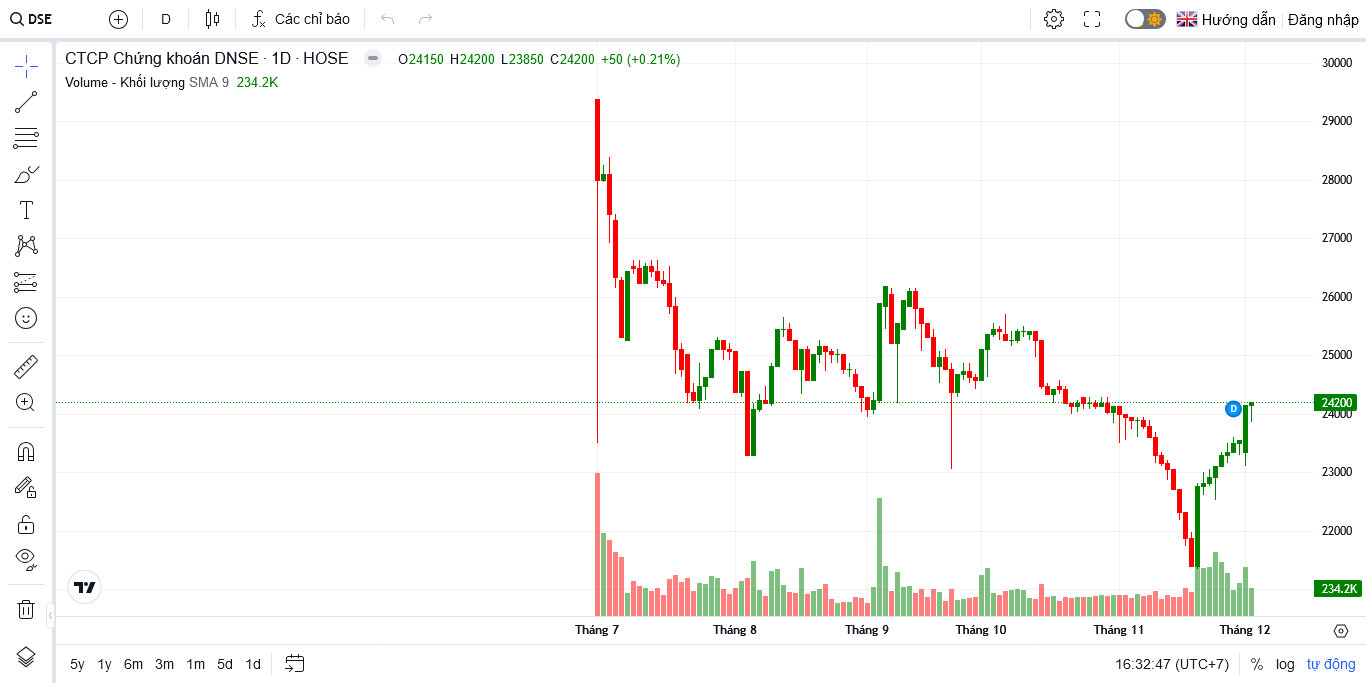 DSE D Các chỉ báo Hướng dẫn Đăng nhập
CTCP Chứng khoán DNSE · 1D · HOSE O24150 H24200 L23850 C24200 +50 (+0.21%)
Volume - Khối lượng SMA 9 234.2K
30000
29000
28000
27000
26000
25000
24200
24000
23000
22000
234.2K
D
Tháng 7 Tháng 8 Tháng 9 Tháng 10 Tháng 11 Tháng 12
5y 1y 6m 3m 1m 5d 1d 16:32:47 (UTC+7) % log tự động